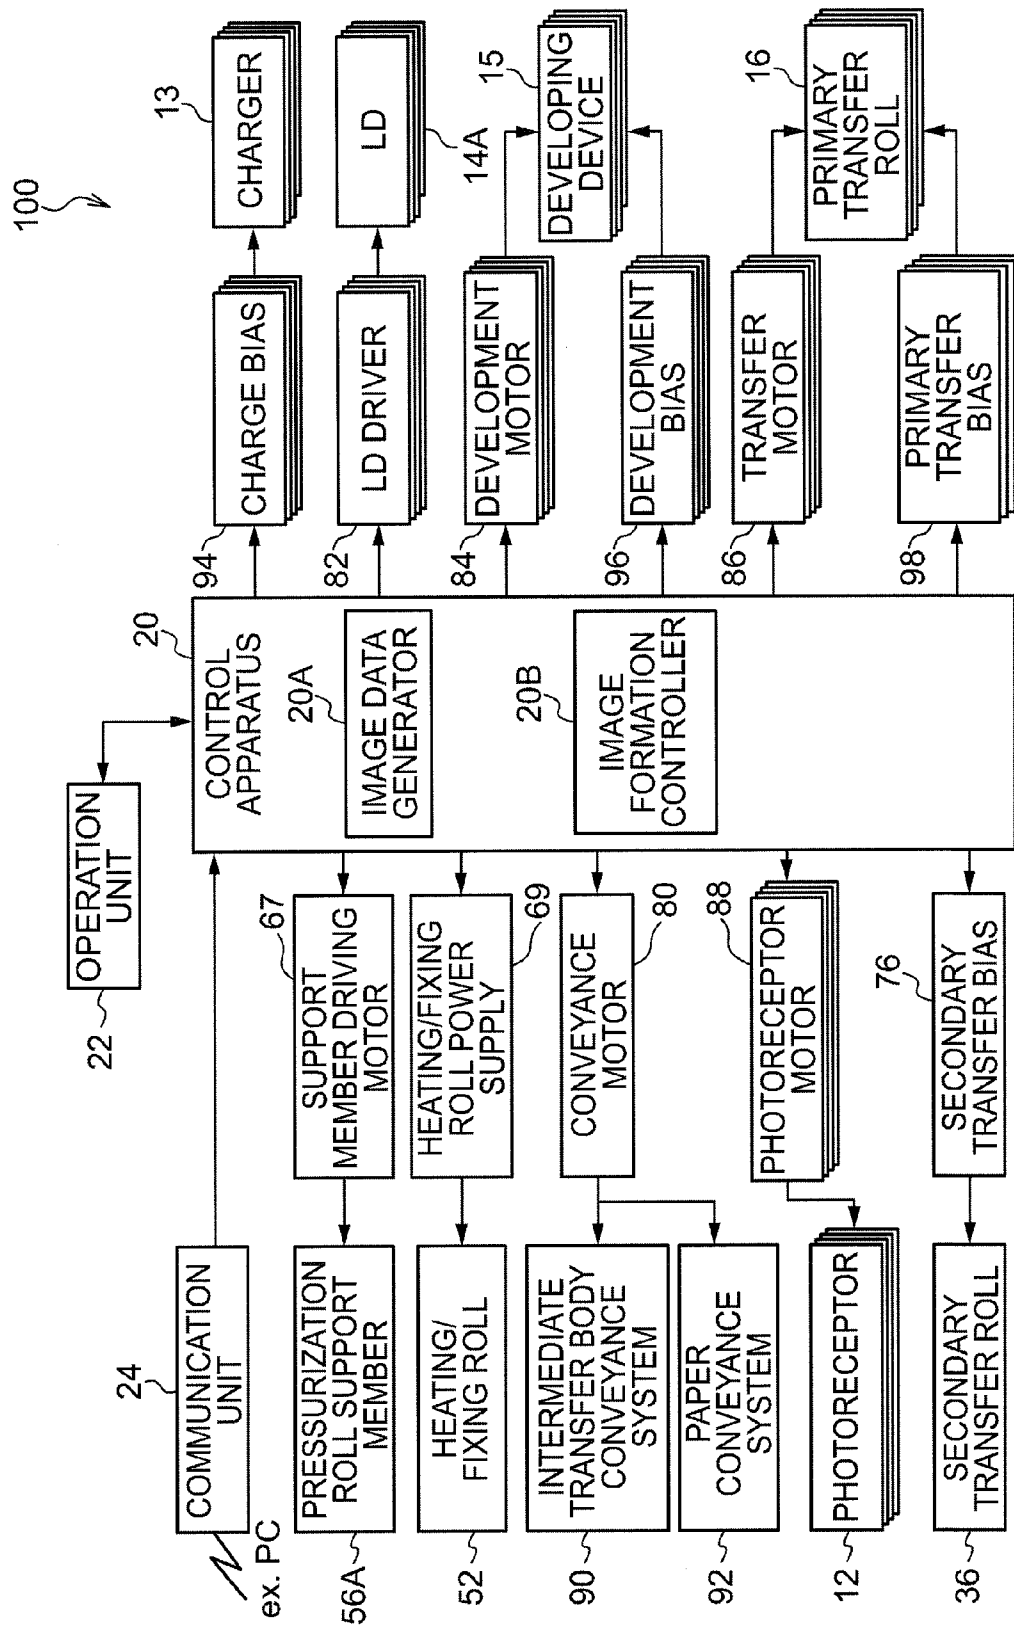 100
OPERATION
UNIT
22
24
COMMUNICATION
UNIT
ex. PC
20
CONTROL
APPARATUS
20A
IMAGE DATA
GENERATOR
20B
IMAGE
FORMATION
CONTROLLER
94
CHARGE BIAS
13
CHARGER
82
LD DRIVER
LD
14A
84
DEVELOPMENT
MOTOR
15
DEVELOPING
DEVICE
96
DEVELOPMENT
BIAS
86
TRANSFER
MOTOR
16
PRIMARY
TRANSFER
ROLL
98
PRIMARY
TRANSFER
BIAS
67
SUPPORT
MEMBER DRIVING
MOTOR
PRESSURIZATION
ROLL SUPPORT
MEMBER
56A
HEATING/FIXING
ROLL POWER
SUPPLY
69
HEATING/
FIXING ROLL
52
CONVEYANCE
MOTOR
80
INTERMEDIATE
TRANSFER BODY
CONVEYANCE
SYSTEM
90
PAPER
CONVEYANCE
SYSTEM
92
88
PHOTORECEPTOR
MOTOR
PHOTORECEPTOR
12
76
SECONDARY
TRANSFER BIAS
SECONDARY
TRANSFER ROLL
36